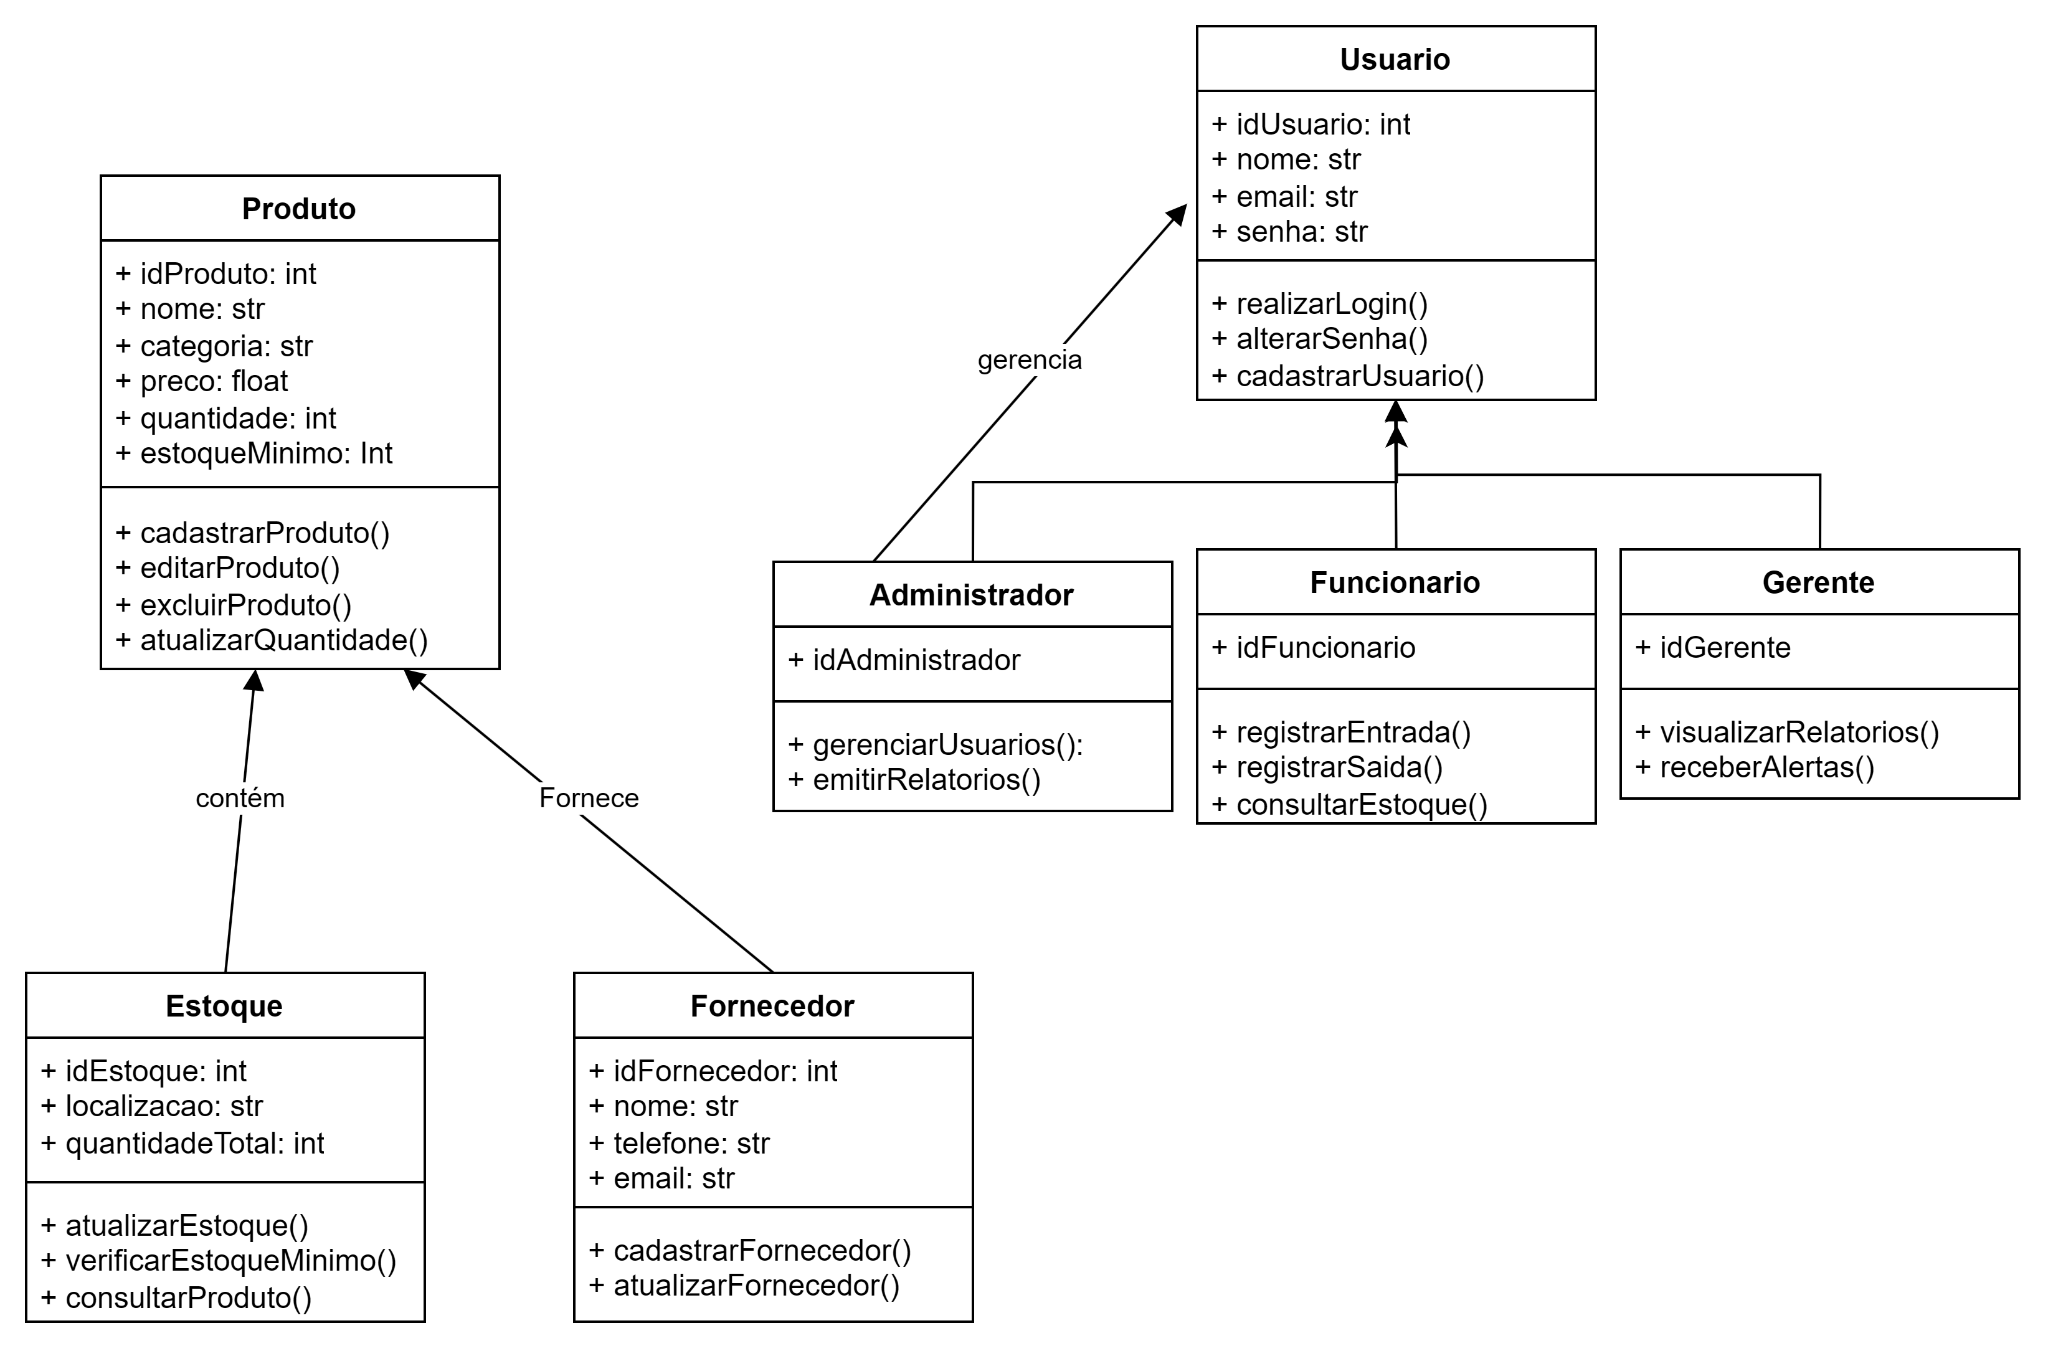 Usuario
+ idUsuario: int
+ nome: str
+ email: str
+ senha: str
+ realizarLogin()
+ alterarSenha()
+ cadastrarUsuario()
Produto
+ idProduto: int
+ nome: str
+ categoria: str
+ preco: float
+ quantidade: int
+ estoqueMinimo: Int
+ cadastrarProduto()
+ editarProduto()
+ excluirProduto()
+ atualizarQuantidade()
gerencia
Administrador
+ idAdministrador
+ gerenciarUsuarios():
+ emitirRelatorios()
Funcionario
+ idFuncionario
+ registrarEntrada()
+ registrarSaida()
+ consultarEstoque()
Gerente
+ idGerente
+ visualizarRelatorios()
+ receberAlertas()
contém
Fornece
Estoque
+ idEstoque: int
+ localizacao: str
+ quantidadeTotal: int
+ atualizarEstoque()
+ verificarEstoqueMinimo()
+ consultarProduto()
Fornecedor
+ idFornecedor: int
+ nome: str
+ telefone: str
+ email: str
+ cadastrarFornecedor()
+ atualizarFornecedor()